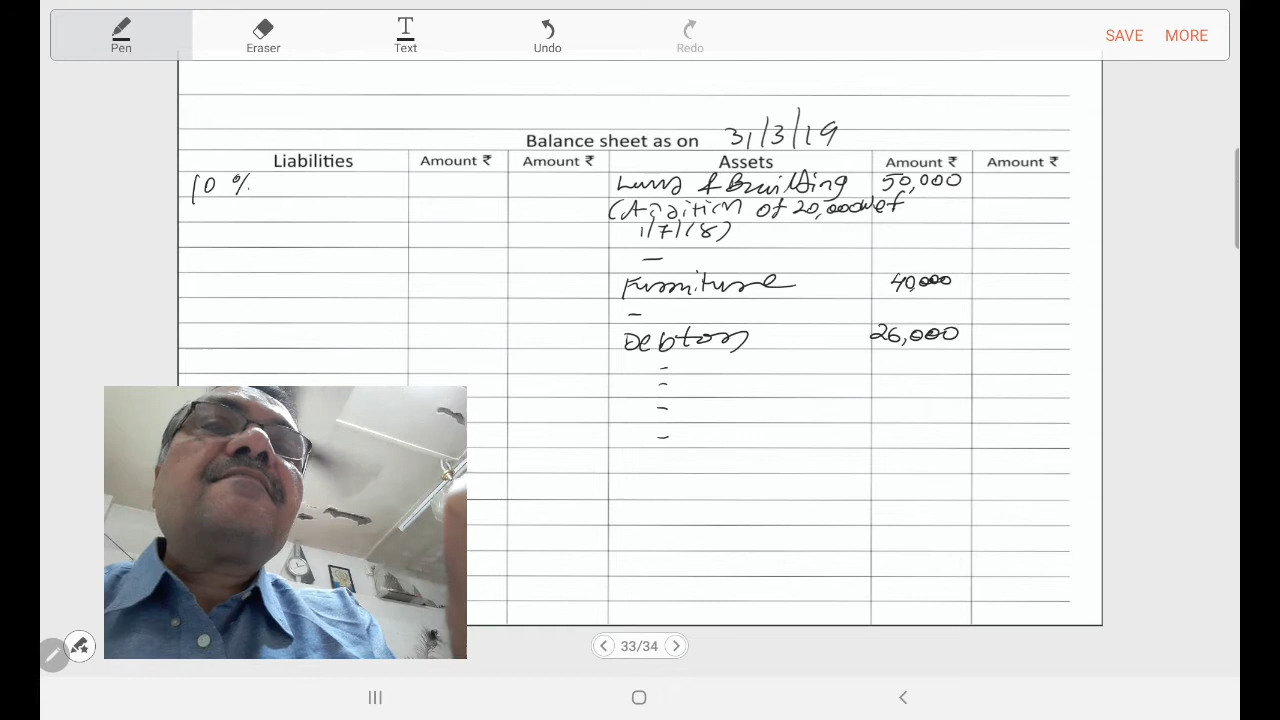 Pen
Eraser
T
Text
Undo
Redo
SAVE
MORE
Balance sheet as on 31/3/19
Liabilities Amount ₹ Amount ₹ Assets Amount ₹ Amount ₹
10 % Land & Building 50,000
(Addition of 20,000 wef
1/7/18)
Furniture 40,000
Debtors 26,000
33/34